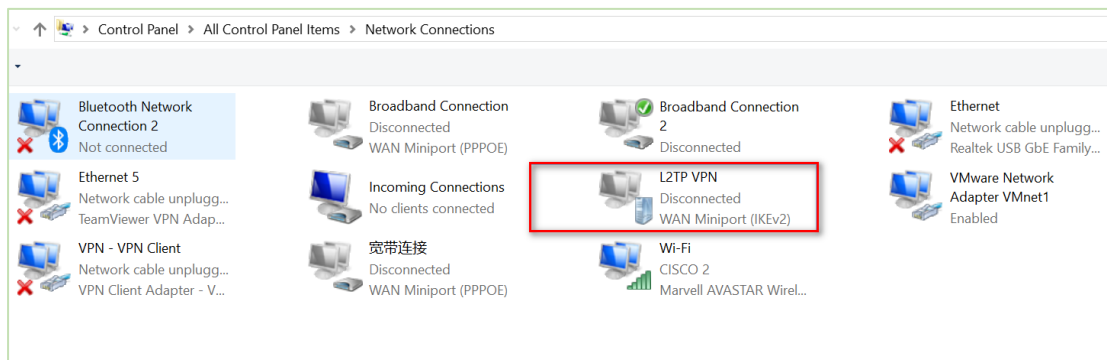 Control Panel > All Control Panel Items > Network Connections
Bluetooth Network
Connection 2
Not connected
Broadband Connection
Disconnected
WAN Miniport (PPPOE)
Broadband Connection
2
Disconnected
Ethernet
Network cable unplugg...
Realtek USB GbE Family...
Ethernet 5
Network cable unplugg...
TeamViewer VPN Adap...
Incoming Connections
No clients connected
L2TP VPN
Disconnected
WAN Miniport (IKEv2)
VMware Network
Adapter VMnet1
Enabled
VPN - VPN Client
Network cable unplugg...
VPN Client Adapter - V...
宽带连接
Disconnected
WAN Miniport (PPPOE)
Wi-Fi
CISCO 2
Marvell AVASTAR Wirel...